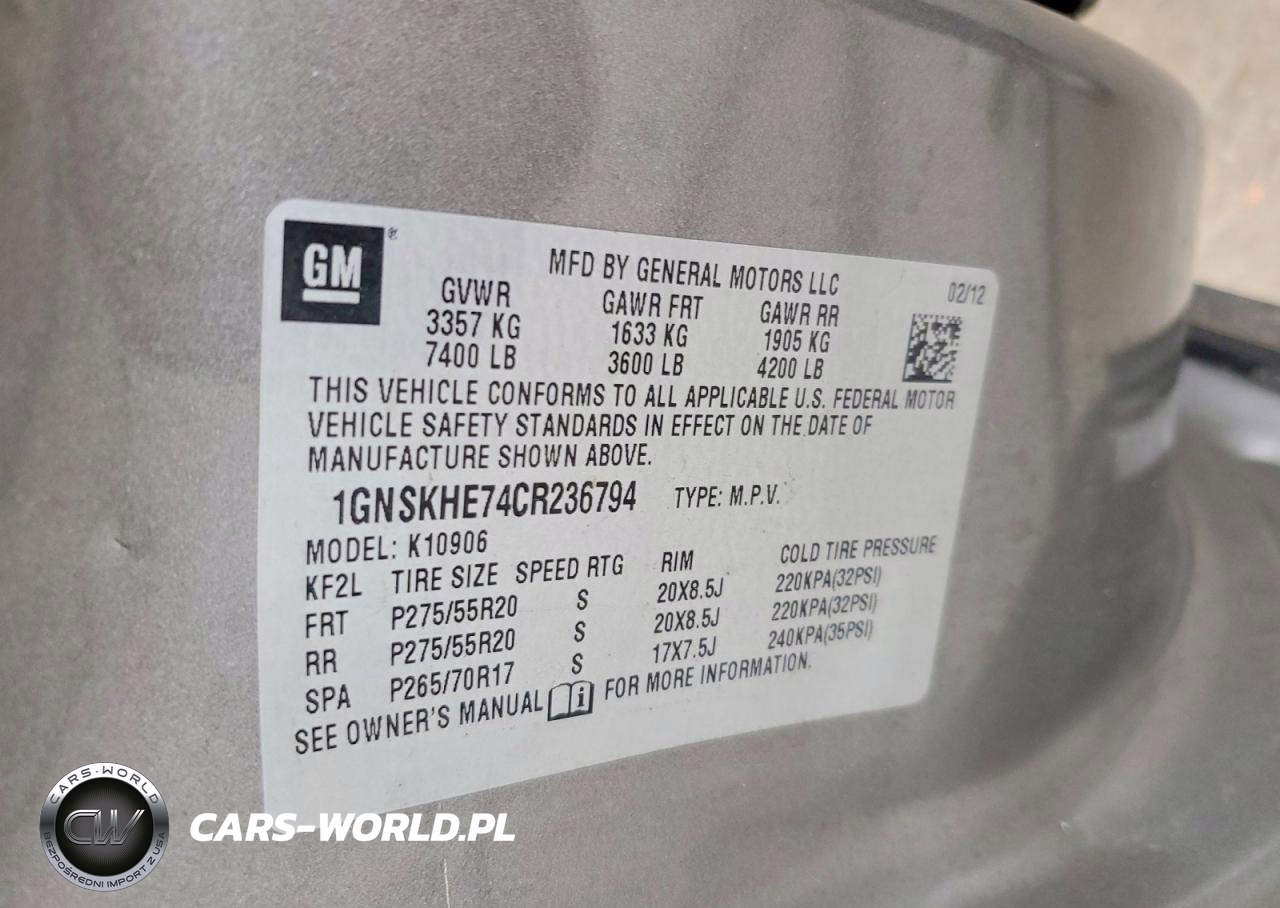 GM®
MFD BY GENERAL MOTORS LLC
02/12
GVWR GAWR FRT GAWR RR
3357 KG 1633 KG 1905 KG
7400 LB 3600 LB 4200 LB
THIS VEHICLE CONFORMS TO ALL APPLICABLE U.S. FEDERAL MOTOR
VEHICLE SAFETY STANDARDS IN EFFECT ON THE DATE OF
MANUFACTURE SHOWN ABOVE.
1GNSKHE74CR236794 TYPE: M.P.V.
MODEL: K10906
KF2L TIRE SIZE SPEED RTG RIM COLD TIRE PRESSURE
FRT P275/55R20 S 20X8.5J 220KPA(32PSI)
RR P275/55R20 S 20X8.5J 220KPA(32PSI)
SPA P265/70R17 S 17X7.5J 240KPA(35PSI)
SEE OWNER'S MANUAL i FOR MORE INFORMATION.
CARS-WORLD
CW
BEZPOŚREDNI IMPORT Z USA
CARS-WORLD.PL